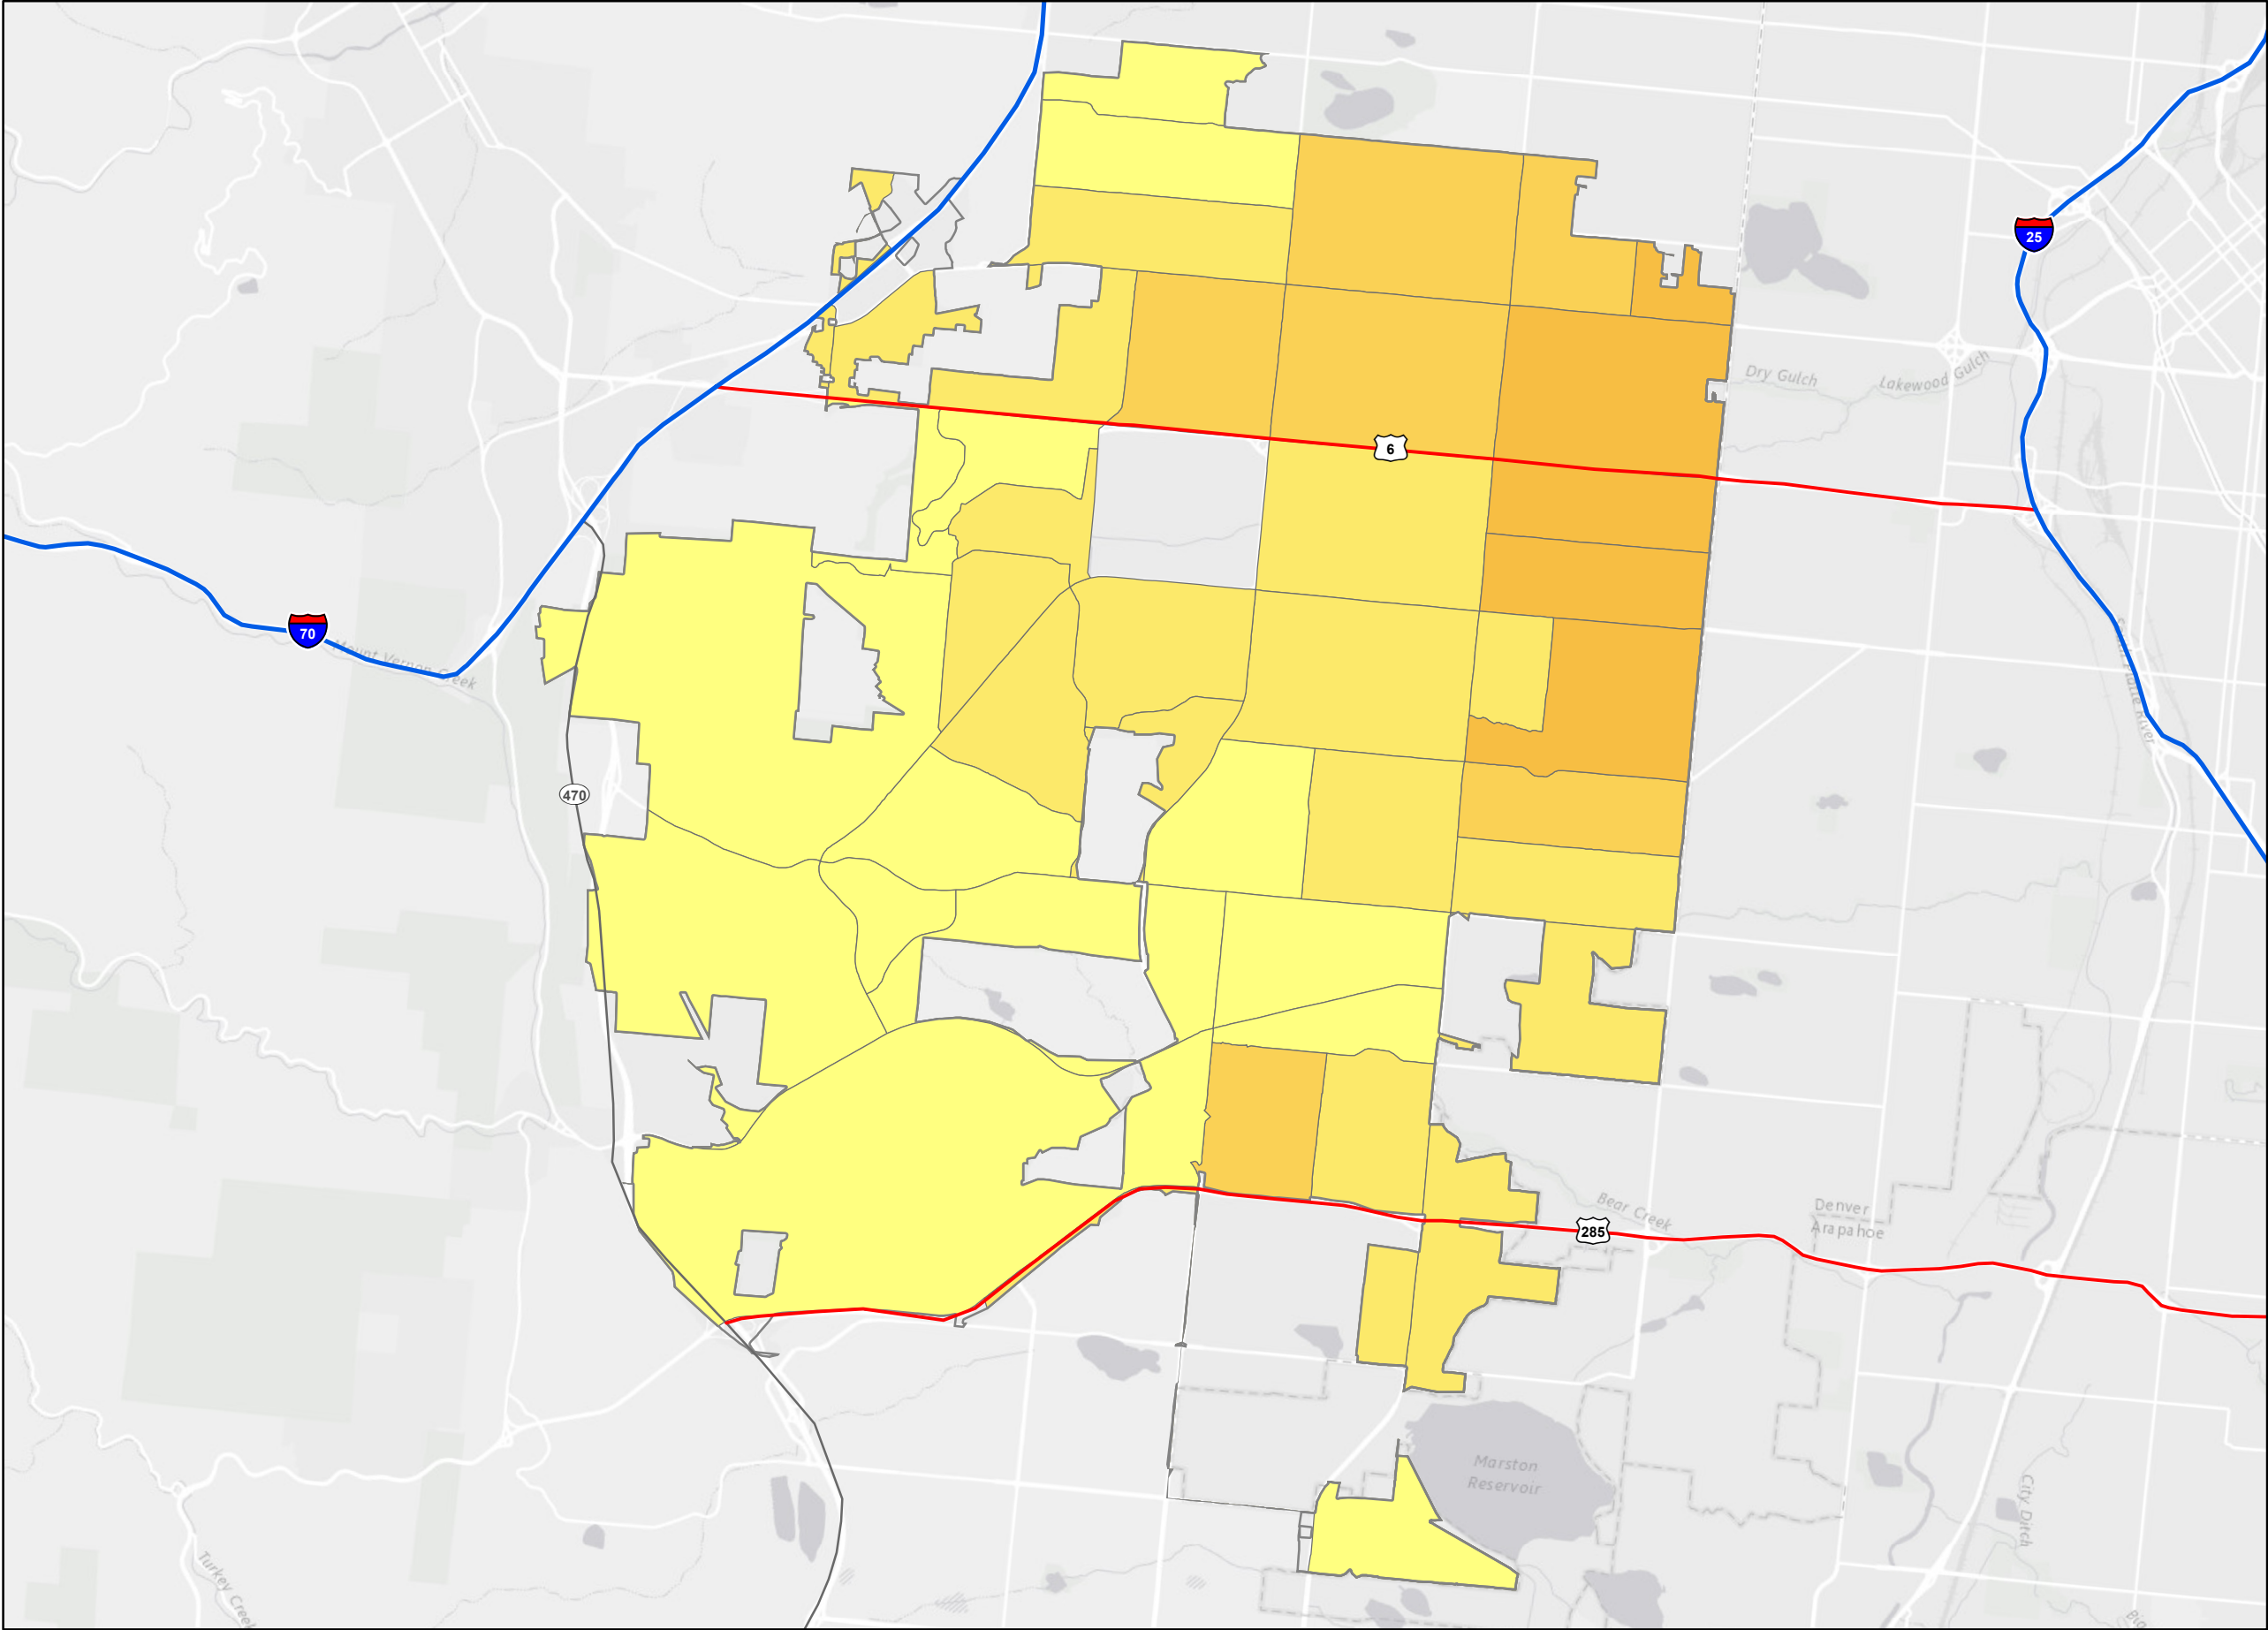 25
Dry Gulch
Lakewood Gulch
6
70
Mount Vernon Creek
South Platte River
470
Bear Creek
Denver
Arapahoe
285
Marston
Reservoir
City Ditch
Turkey Creek